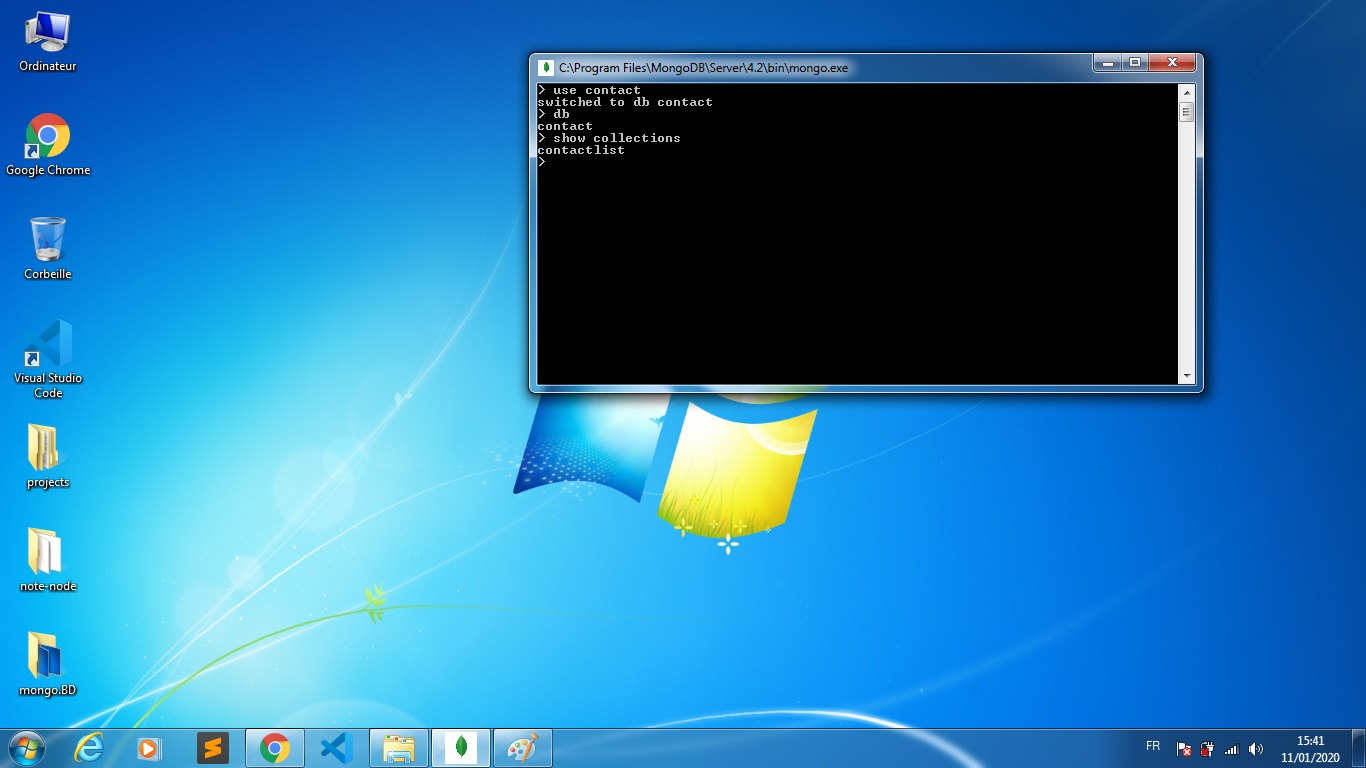 Ordinateur
Google Chrome
Corbeille
Visual Studio
Code
projects
note-node
mongo.BD
C:\Program Files\MongoDB\Server\4.2\bin\mongo.exe
> use contact
switched to db contact
> db
contact
> show collections
contactlist
>
FR
15:41
11/01/2020